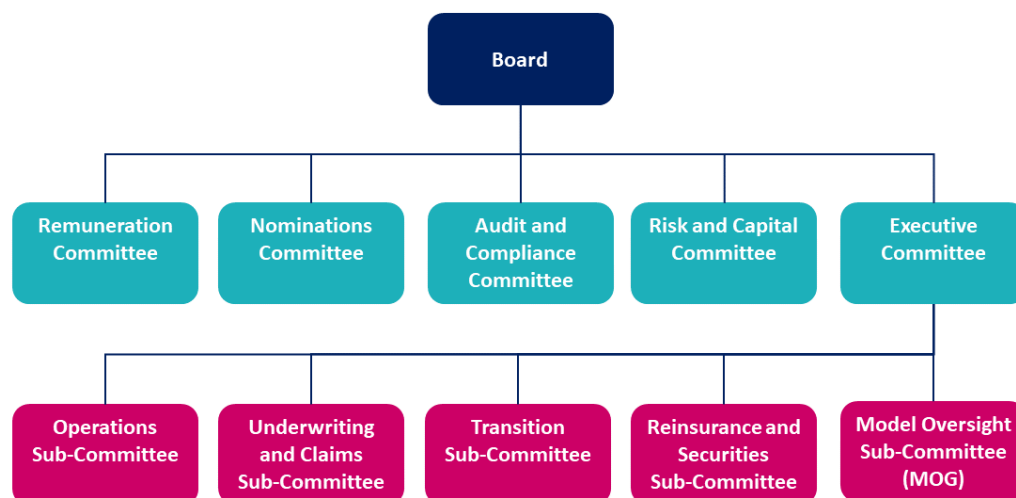 Board
Remuneration
Committee
Nominations
Committee
Audit and
Compliance
Committee
Risk and Capital
Committee
Executive
Committee
Operations
Sub-Committee
Underwriting
and Claims
Sub-Committee
Transition
Sub-Committee
Reinsurance and
Securities
Sub-Committee
Model Oversight
Sub-Committee
(MOG)